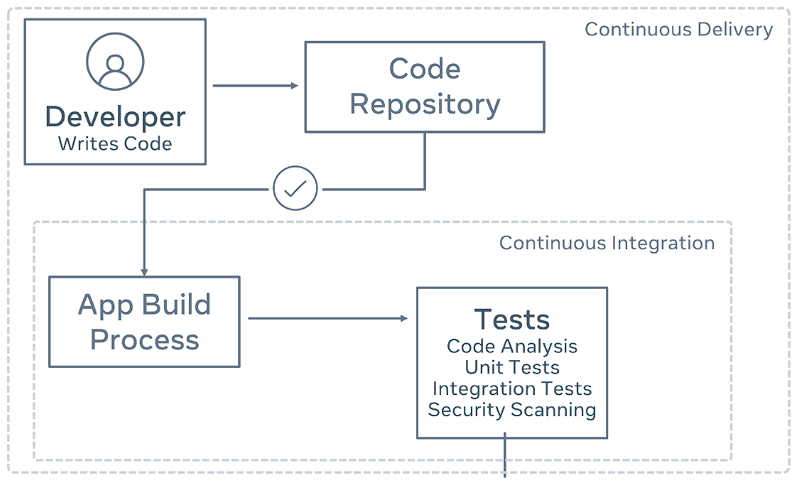 Continuous Delivery
Developer
Writes Code
Code
Repository
Continuous Integration
App Build
Process
Tests
Code Analysis
Unit Tests
Integration Tests
Security Scanning